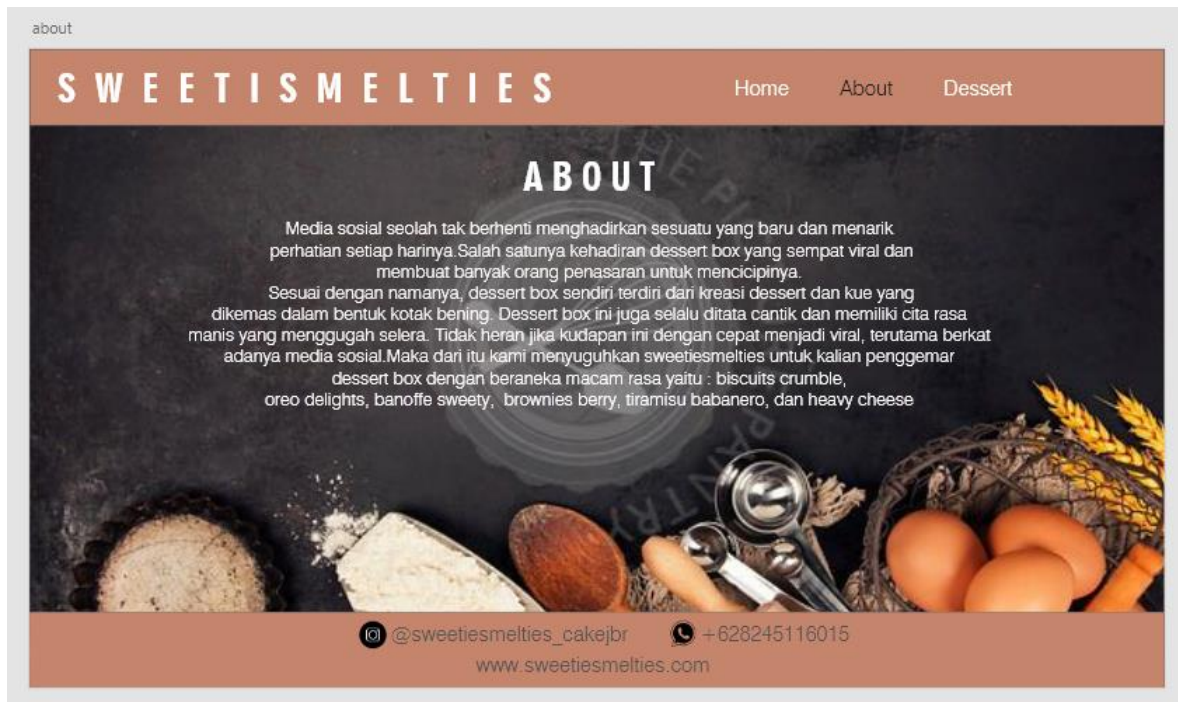 about
SWEETISMELTIES
Home About Dessert
ABOUT
Media sosial seolah tak berhenti menghadirkan sesuatu yang baru dan menarik
perhatian setiap harinya.Salah satunya kehadiran dessert box yang sempat viral dan
membuat banyak orang penasaran untuk mencicipinya.
Sesuai dengan namanya, dessert box sendiri terdiri dari kreasi dessert dan kue yang
dikemas dalam bentuk kotak bening. Dessert box ini juga selalu ditata cantik dan memiliki cita rasa
manis yang menggugah selera. Tidak heran jika kudapan ini dengan cepat menjadi viral, terutama berkat
adanya media sosial.Maka dari itu kami menyuguhkan sweetiesmelties untuk kalian penggemar
dessert box dengan beraneka macam rasa yaitu : biscuits crumble,
oreo delights, banoffe sweety, brownies berry, tiramisu babanero, dan heavy cheese
THE
PANTRY
@sweetiesmelties_cakejbr +628245116015
www.sweetiesmelties.com